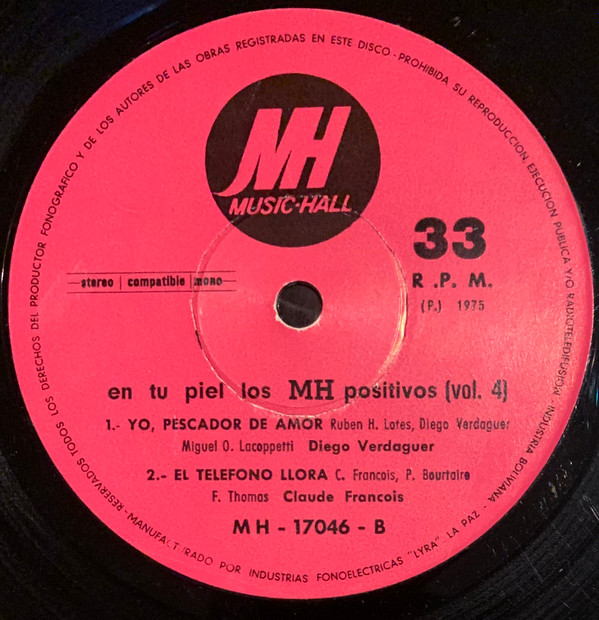 RESERVADOS TODOS LOS DERECHOS DEL PRODUCTOR FONOGRAFICO Y DE LOS AUTORES DE LAS OBRAS REGISTRADAS EN ESTE DISCO - PROHIBIDA SU REPRODUCCION, EJECUCION PUBLICA Y/O RADIOTELEDIFUSION - INDUSTRIA BOLIVIANA
MH
MUSIC-HALL
33
R .P. M.
(P.) 1975
stereo | compatible | mono
en tu piel los MH positivos (vol. 4)
1.- YO, PESCADOR DE AMOR Ruben H. Lotes, Diego Verdaguer
Miguel O. Lacoppetti Diego Verdaguer
2.- EL TELEFONO LLORA C. Francois, P. Bourtaire
F. Thomas Claude Francois
MH - 17046 - B
-MANUFACTURADO POR INDUSTRIAS FONOELECTRICAS "LYRA" LA PAZ -